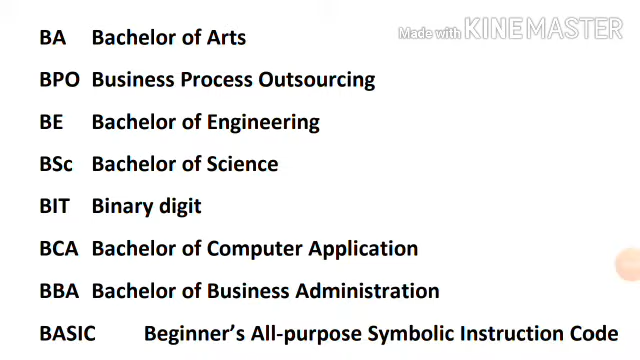 Made with KINEMASTER
BA Bachelor of Arts
BPO Business Process Outsourcing
BE Bachelor of Engineering
BSc Bachelor of Science
BIT Binary digit
BCA Bachelor of Computer Application
BBA Bachelor of Business Administration
BASIC Beginner’s All-purpose Symbolic Instruction Code